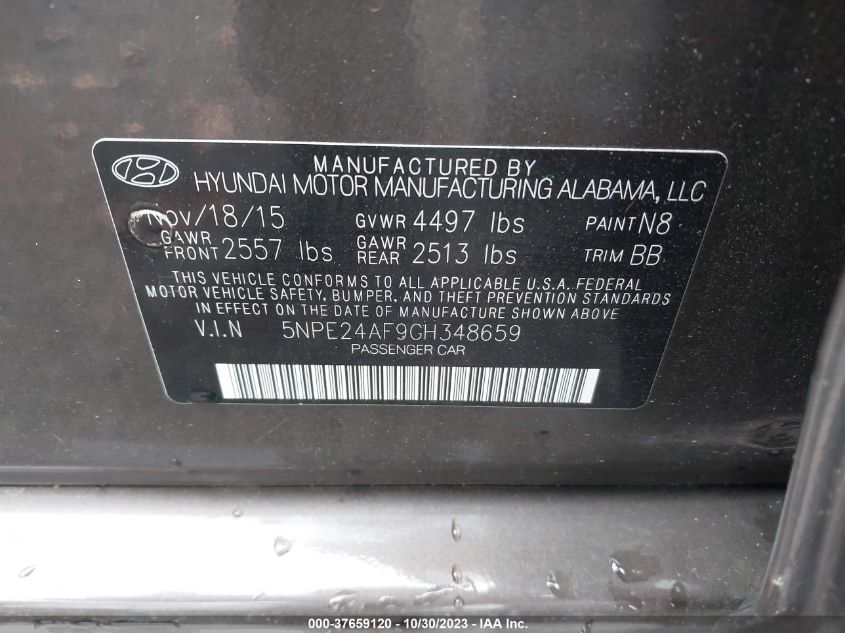 MANUFACTURED BY
HYUNDAI MOTOR MANUFACTURING ALABAMA, LLC
Nov/18/15 GVWR 4497 lbs PAINT N8
GAWR FRONT 2557 lbs GAWR REAR 2513 lbs TRIM BB
THIS VEHICLE CONFORMS TO ALL APPLICABLE U.S.A. FEDERAL
MOTOR VEHICLE SAFETY, BUMPER, AND THEFT PREVENTION STANDARDS
IN EFFECT ON THE DATE OF MANUFACTURE SHOWN ABOVE
V.I.N 5NPE24AF9GH348659
PASSENGER CAR
000-37659120 - 10/30/2023 - IAA Inc.